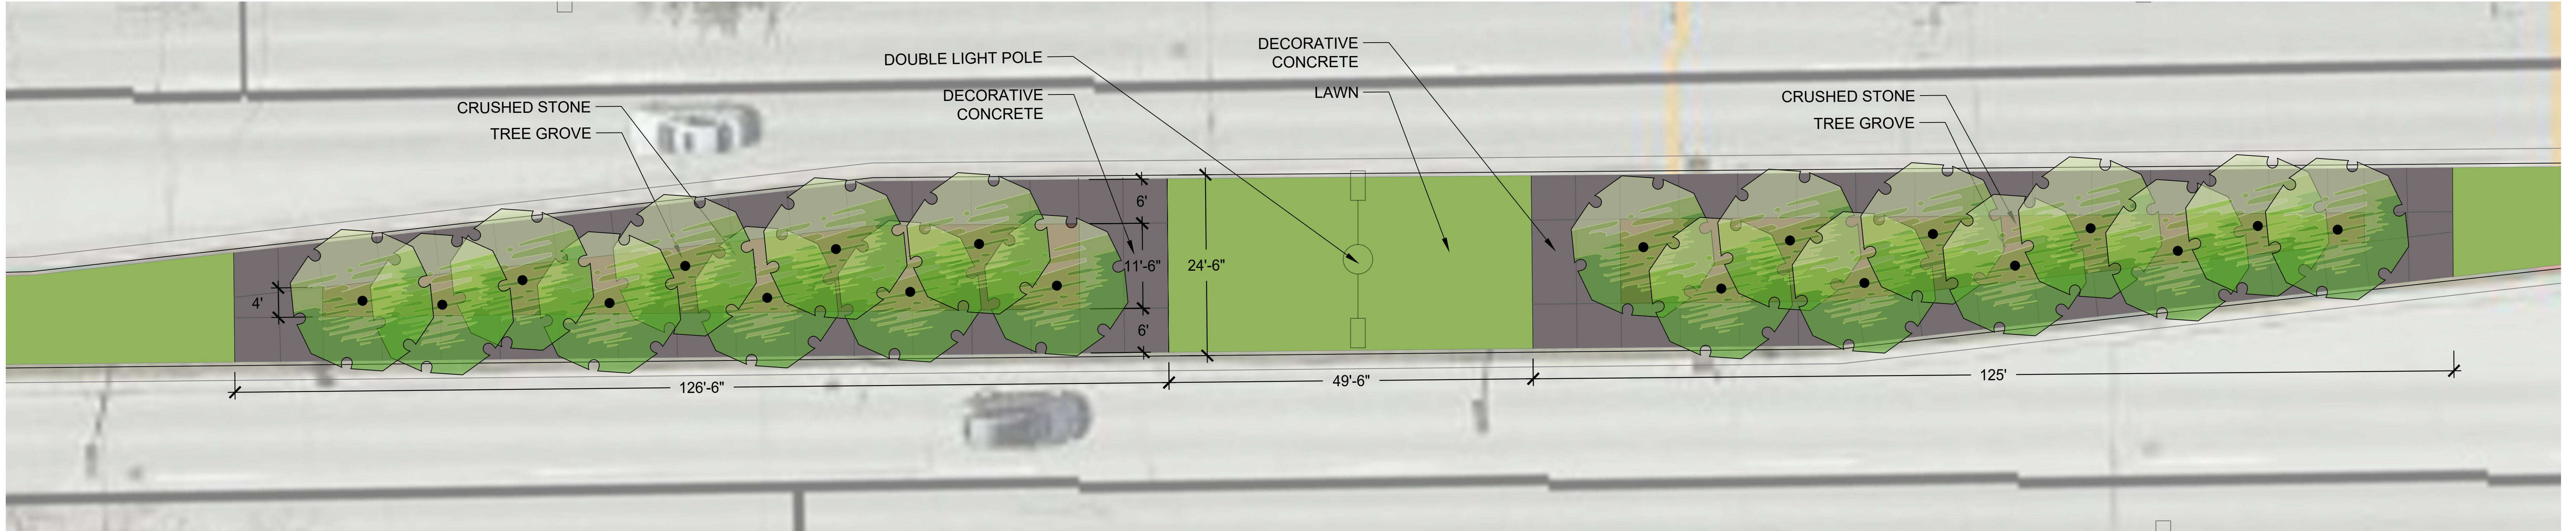 DOUBLE LIGHT POLE
DECORATIVE
CONCRETE
DECORATIVE
CONCRETE
LAWN
CRUSHED STONE
TREE GROVE
CRUSHED STONE
TREE GROVE
6'
11'-6"
24'-6"
4'
6'
126'-6"
49'-6"
125'